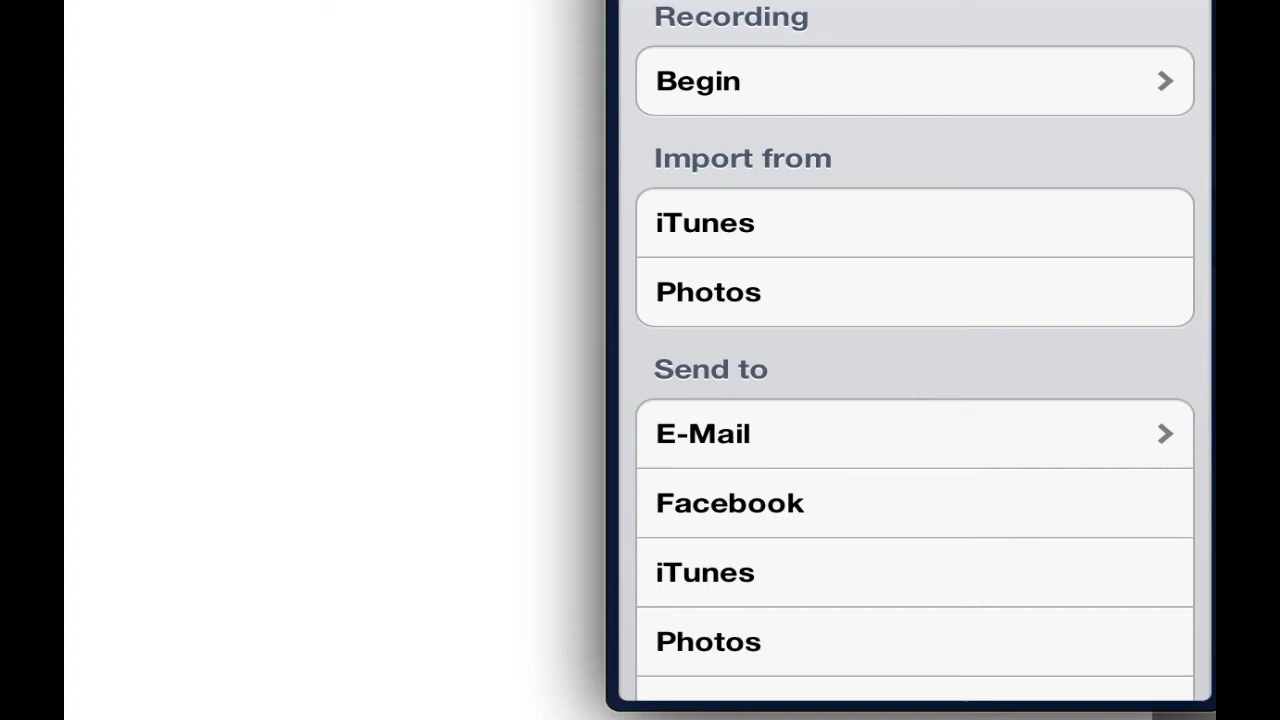 Recording
Begin
Import from
iTunes
Photos
Send to
E-Mail
Facebook
iTunes
Photos